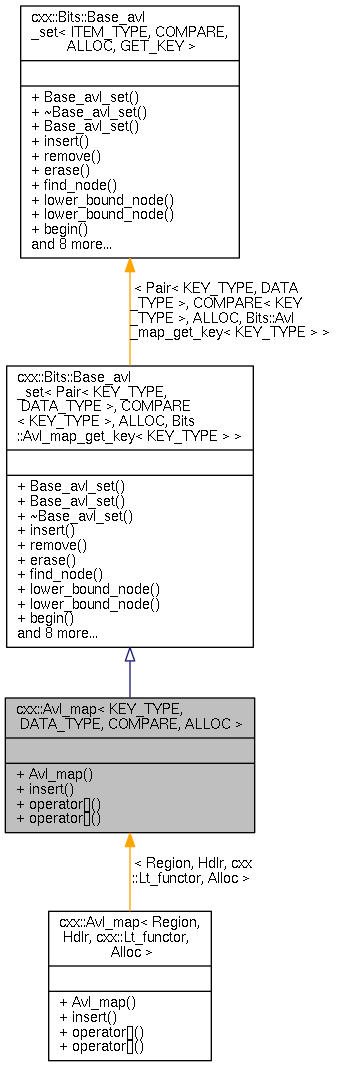 cxx::Bits::Base_avl
_set< ITEM_TYPE, COMPARE,
ALLOC, GET_KEY >
+ Base_avl_set()
+ ~Base_avl_set()
+ Base_avl_set()
+ insert()
+ remove()
+ erase()
+ find_node()
+ lower_bound_node()
+ lower_bound_node()
+ begin()
and 8 more...
< Pair< KEY_TYPE, DATA
_TYPE >, COMPARE< KEY
_TYPE >, ALLOC, Bits::Avl
_map_get_key< KEY_TYPE > >
cxx::Bits::Base_avl
_set< Pair< KEY_TYPE,
DATA_TYPE >, COMPARE
< KEY_TYPE >, ALLOC, Bits
::Avl_map_get_key< KEY_TYPE > >
+ Base_avl_set()
+ Base_avl_set()
+ ~Base_avl_set()
+ insert()
+ remove()
+ erase()
+ find_node()
+ lower_bound_node()
+ lower_bound_node()
+ begin()
and 8 more...
cxx::Avl_map< KEY_TYPE,
DATA_TYPE, COMPARE, ALLOC >
+ Avl_map()
+ insert()
+ operator[]()
+ operator[]()
< Region, Hdlr, cxx
::Lt_functor, Alloc >
cxx::Avl_map< Region,
Hdlr, cxx::Lt_functor,
Alloc >
+ Avl_map()
+ insert()
+ operator[]()
+ operator[]()